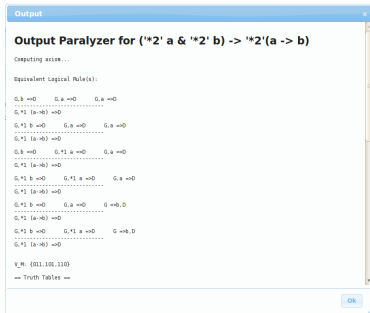 Output
Output Paralyzer for ('*2' a & '*2' b) -> '*2'(a -> b)
Computing axiom...
Equivalent Logical Rule(s):
G,b =>D G,a =>D G,a =>D
----------------------------
G,*1 (a->b) =>D
G,*1 b =>D G,a =>D G,a =>D
----------------------------
G,*1 (a->b) =>D
G,b =>D G,*1 a =>D G,a =>D
----------------------------
G,*1 (a->b) =>D
G,*1 b =>D G,*1 a =>D G,a =>D
----------------------------
G,*1 (a->b) =>D
G,*1 b =>D G,a =>D G =>b,D
----------------------------
G,*1 (a->b) =>D
G,*1 b =>D G,*1 a =>D G =>b,D
----------------------------
G,*1 (a->b) =>D
V_M: {011,101,110}
== Truth Tables ==
Ok